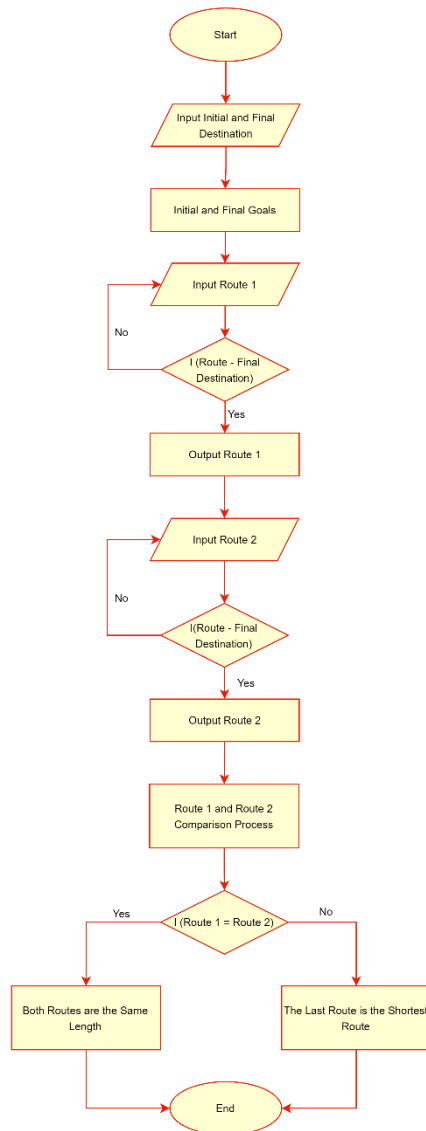 Start
Input Initial and Final
Destination
Initial and Final Goals
Input Route 1
No
I (Route - Final
Destination)
Yes
Output Route 1
Input Route 2
No
I(Route - Final
Destination)
Yes
Output Route 2
Route 1 and Route 2
Comparison Process
Yes
I (Route 1 = Route 2)
No
Both Routes are the Same
Length
The Last Route is the Shortest
Route
End